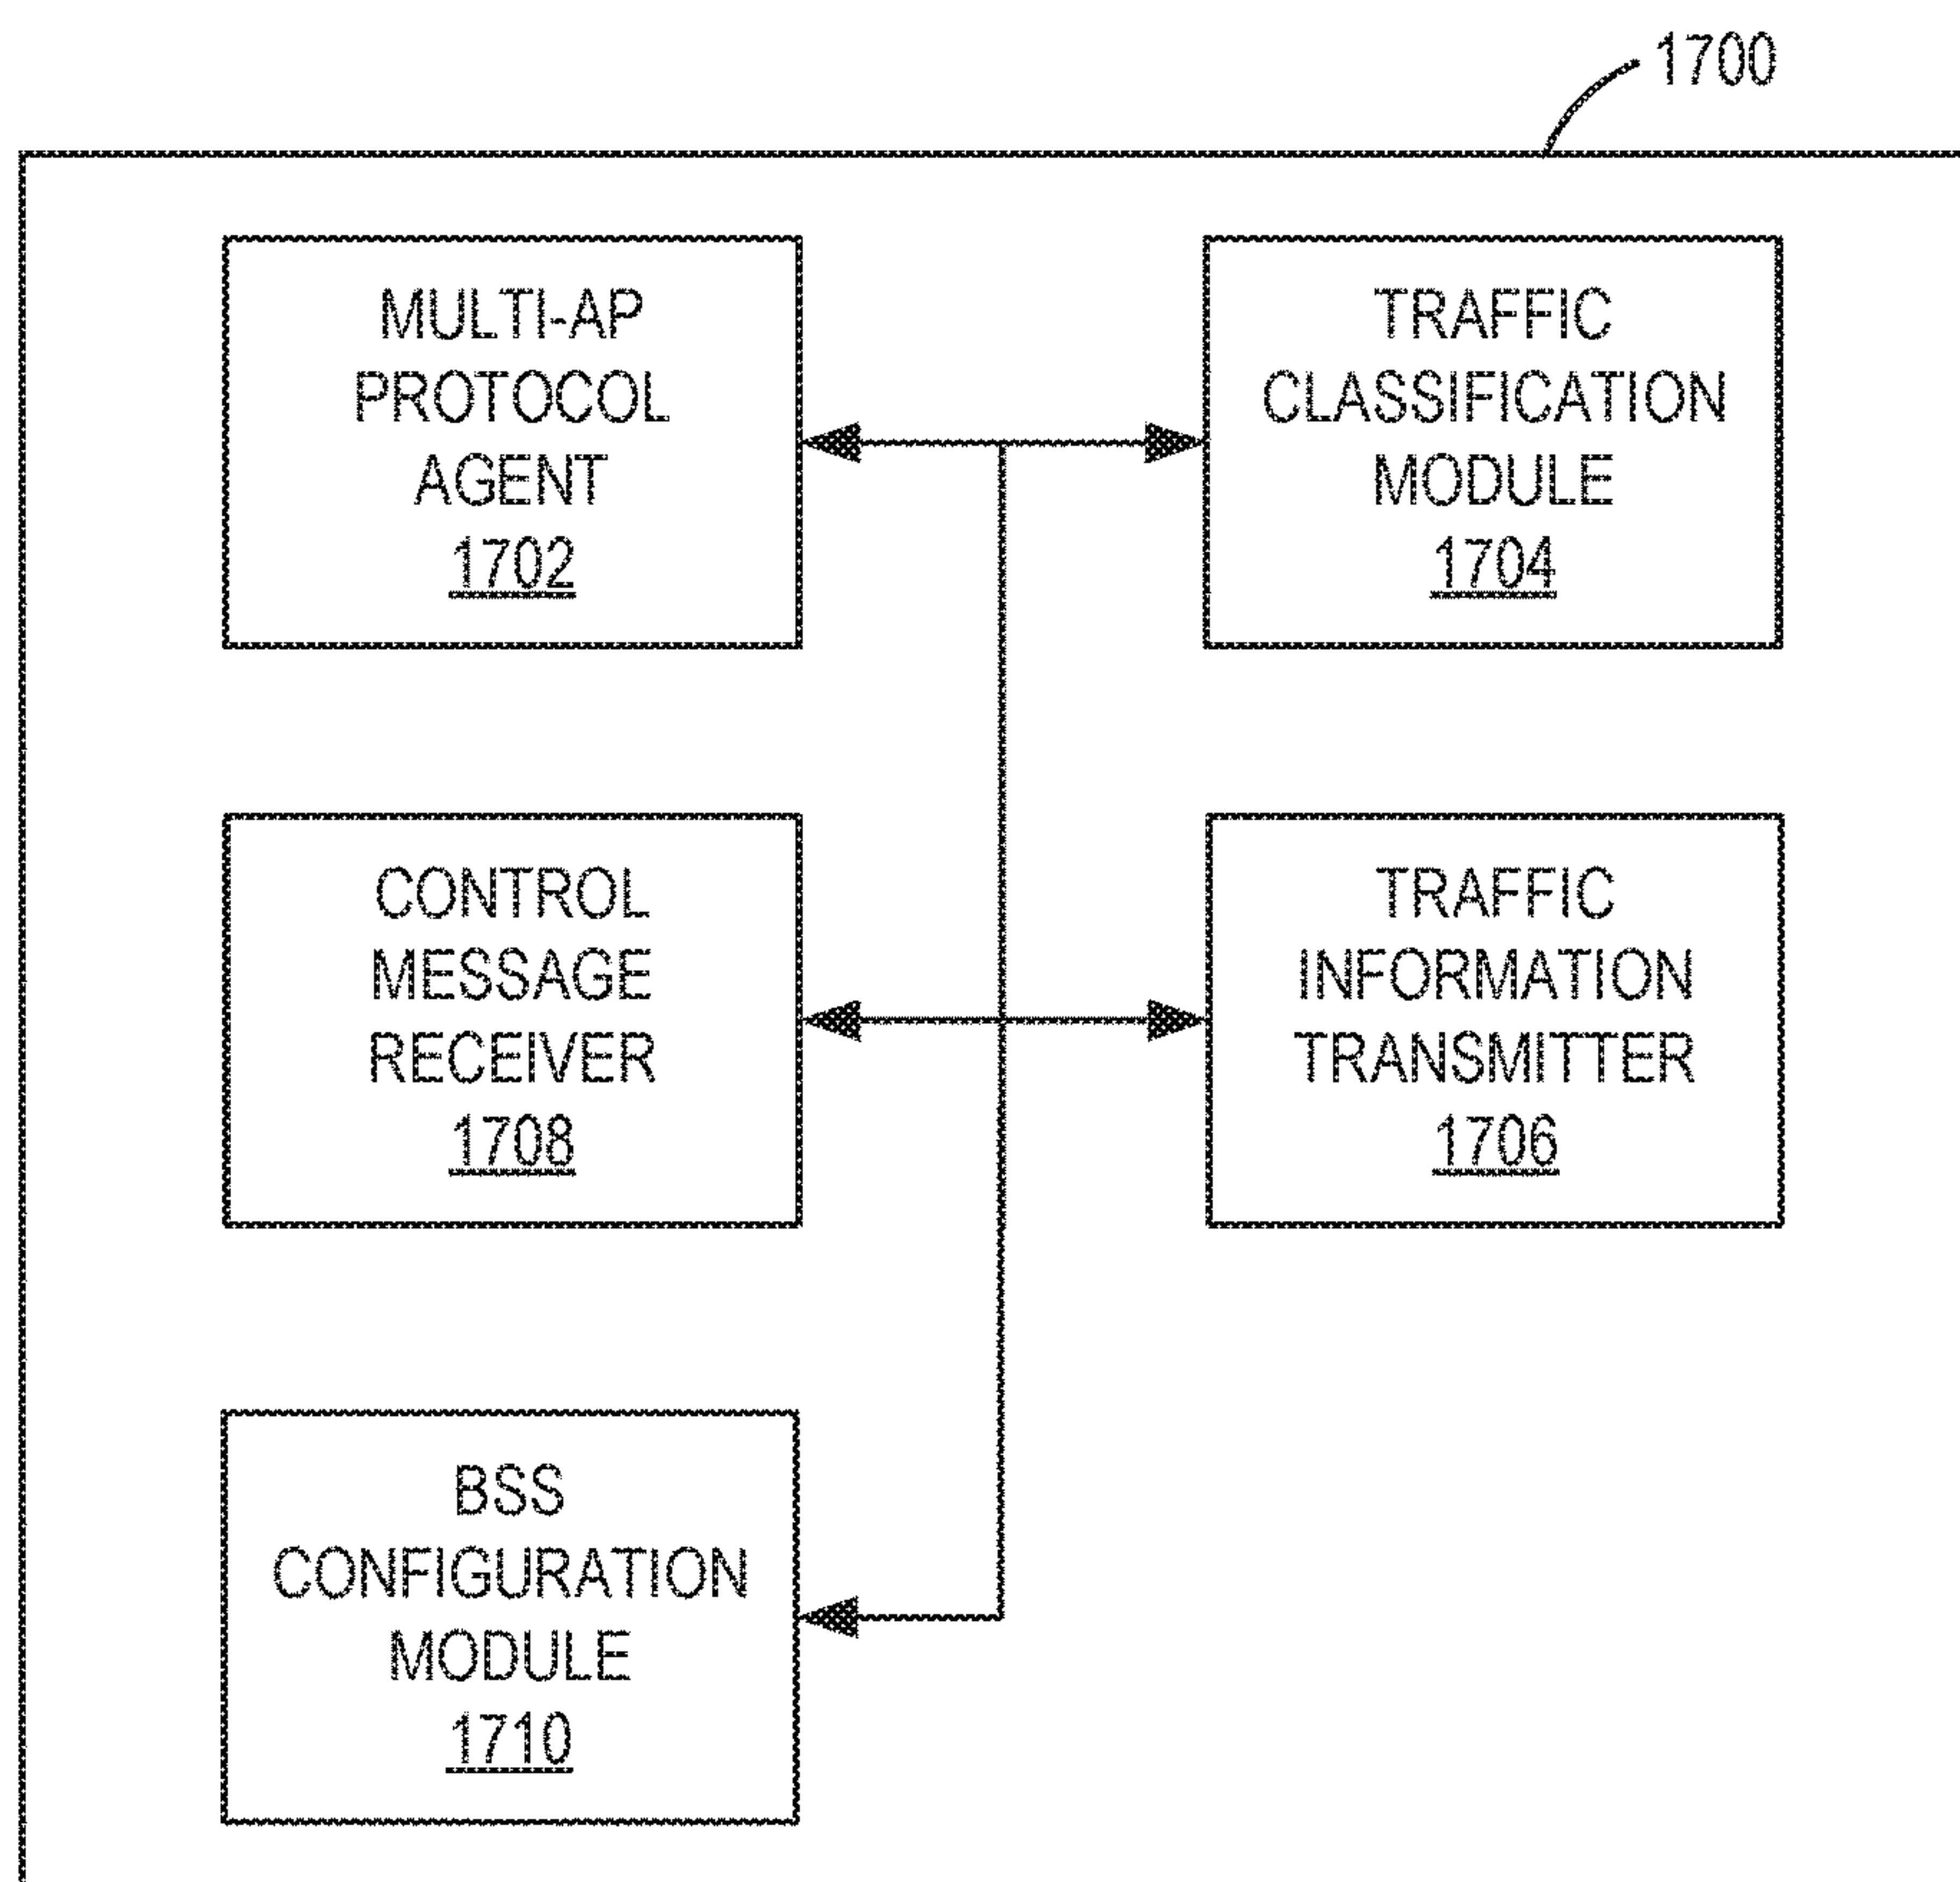 1700
MULTI-AP
PROTOCOL
AGENT
1702
TRAFFIC
CLASSIFICATION
MODULE
1704
CONTROL
MESSAGE
RECEIVER
1708
TRAFFIC
INFORMATION
TRANSMITTER
1706
BSS
CONFIGURATION
MODULE
1710